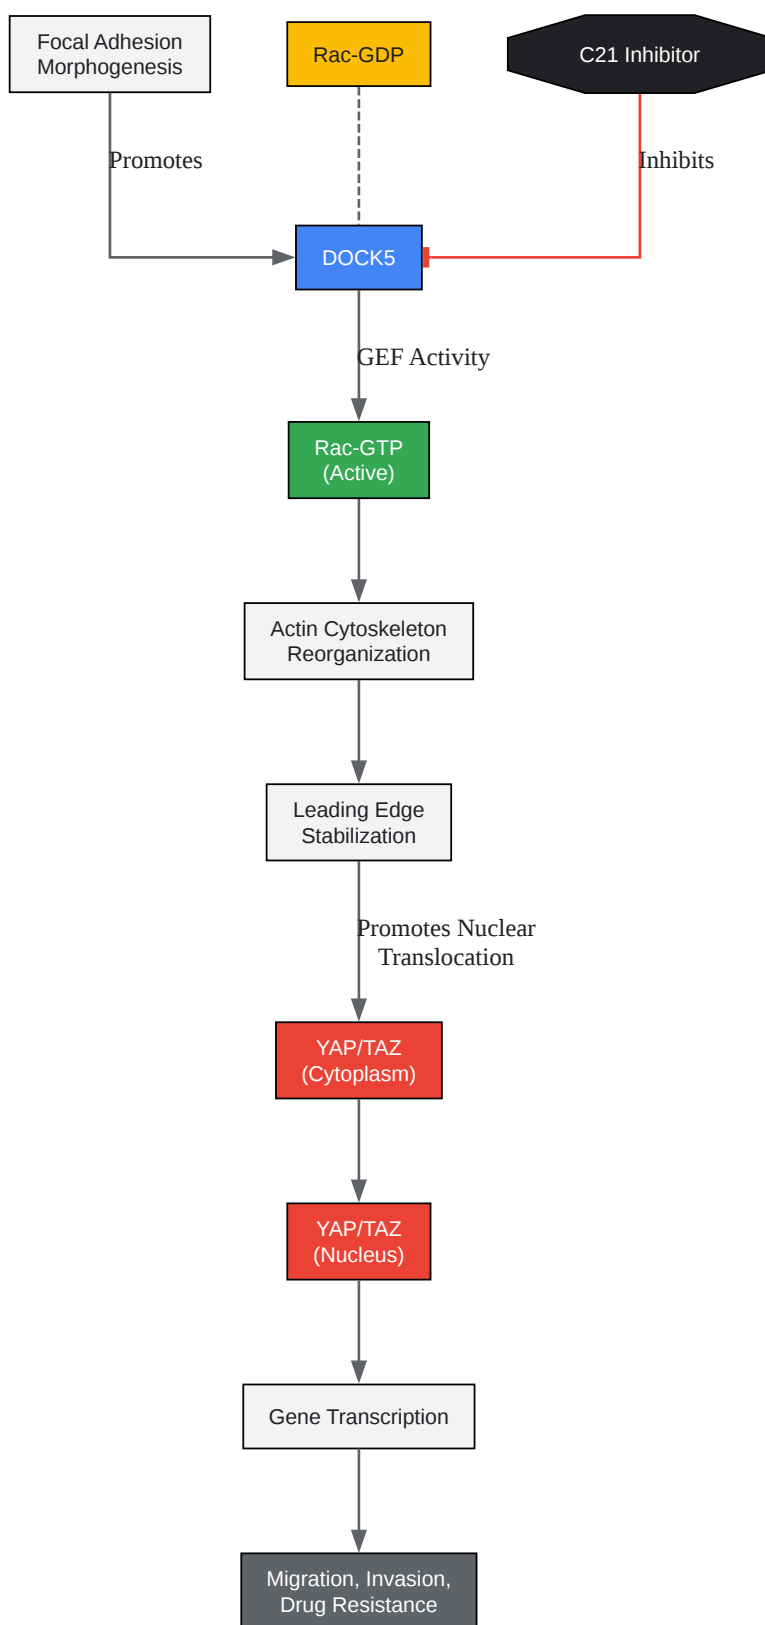 Focal Adhesion
Morphogenesis
Rac-GDP
C21 Inhibitor
Promotes
Inhibits
DOCK5
GEF Activity
Rac-GTP
(Active)
Actin Cytoskeleton
Reorganization
Leading Edge
Stabilization
Promotes Nuclear
Translocation
YAP/TAZ
(Cytoplasm)
YAP/TAZ
(Nucleus)
Gene Transcription
Migration, Invasion,
Drug Resistance